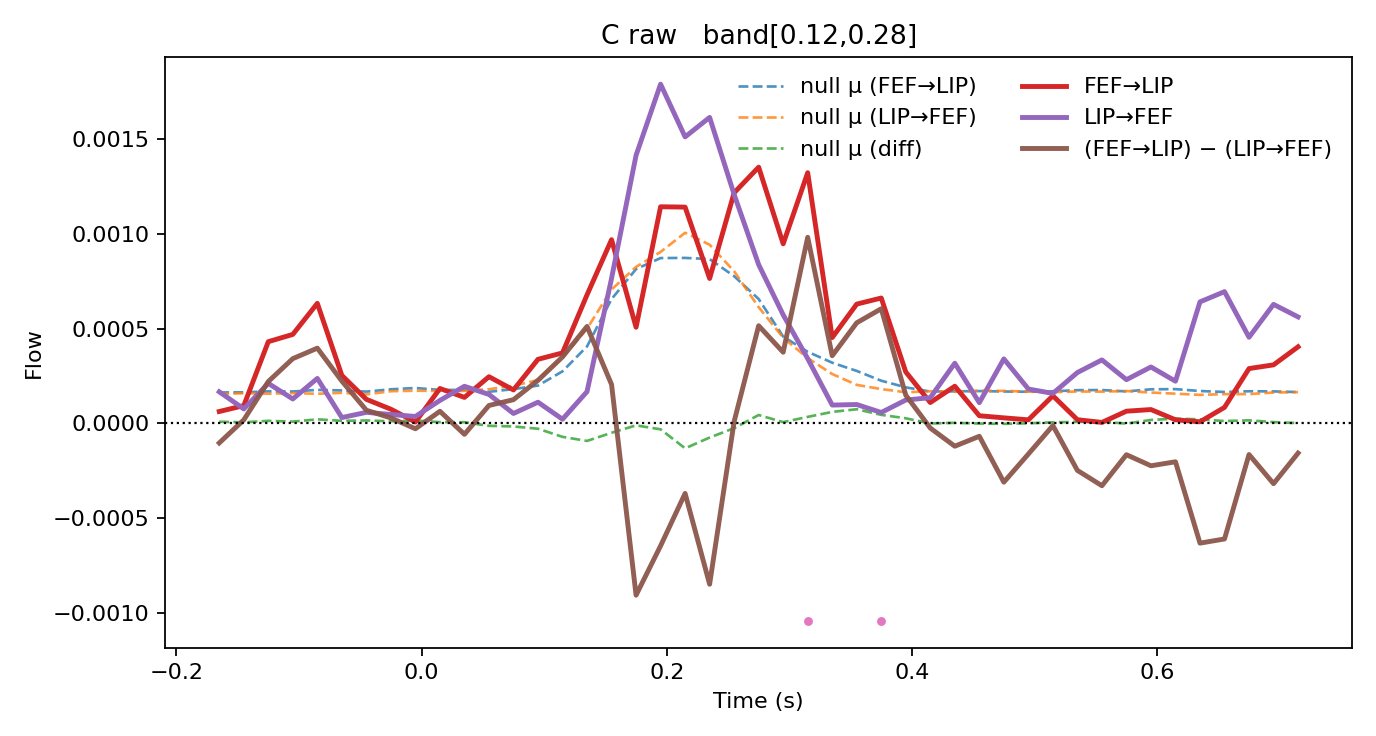 C raw   band[0.12,0.28]
null μ (FEF→LIP)
null μ (LIP→FEF)
null μ (diff)
FEF→LIP
LIP→FEF
(FEF→LIP) − (LIP→FEF)
Flow
0.0015
0.0010
0.0005
0.0000
−0.0005
−0.0010
−0.2
0.0
0.2
0.4
0.6
Time (s)